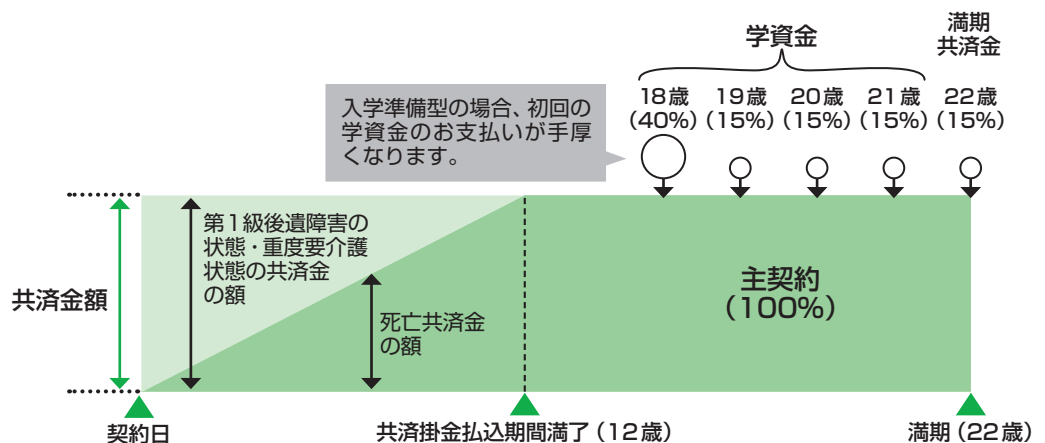 学資金
満期
共済金
18歳
(40%)
19歳
(15%)
20歳
(15%)
21歳
(15%)
22歳
(15%)
入学準備型の場合、初回の
学資金のお支払いが手厚
くなります。
共済金額
第1級後遺障害の
状態・重度要介護
状態の共済金
の額
死亡共済金
の額
主契約
(100%)
契約日
共済掛金払込期間満了(12歳)
満期(22歳)